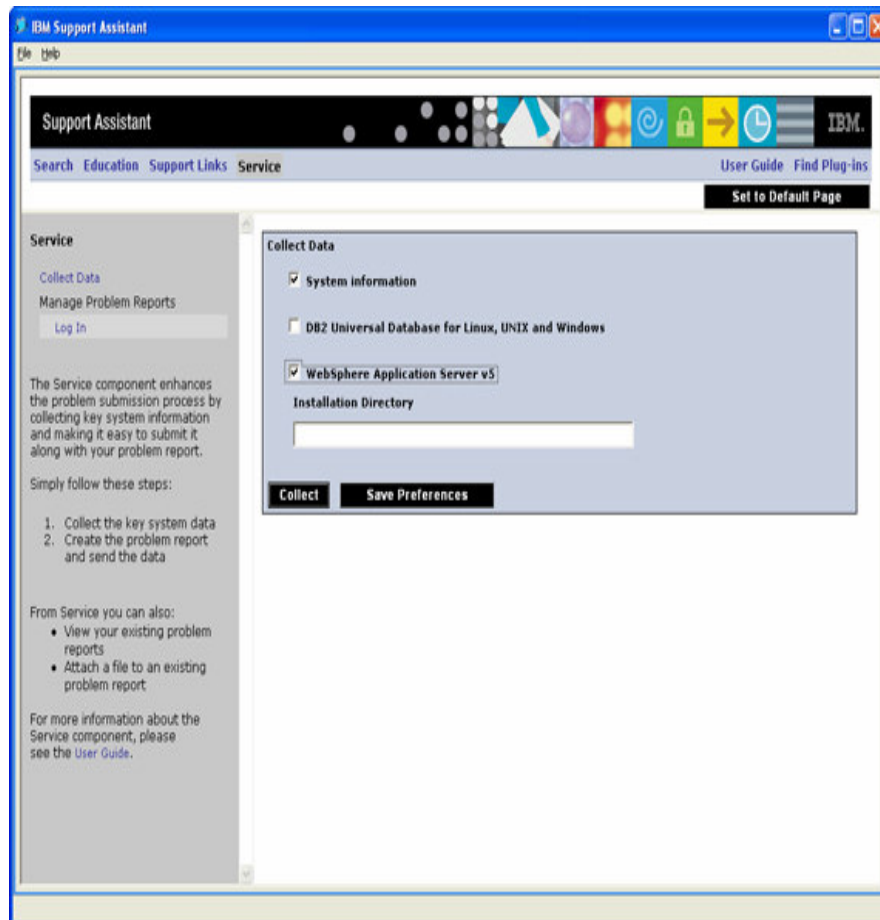 IBM Support Assistant
File Help
Support Assistant
IBM.
Search Education Support Links Service
User Guide Find Plug-ins
Set to Default Page
Service
Collect Data
Manage Problem Reports
Log In
The Service component enhances
the problem submission process by
collecting key system information
and making it easy to submit it
along with your problem report.
Simply follow these steps:
1. Collect the key system data
2. Create the problem report
and send the data
From Service you can also:
• View your existing problem
reports
• Attach a file to an existing
problem report
For more information about the
Service component, please
see the User Guide.
Collect Data
System information
DB2 Universal Database for Linux, UNIX and Windows
WebSphere Application Server v5
Installation Directory
Collect
Save Preferences